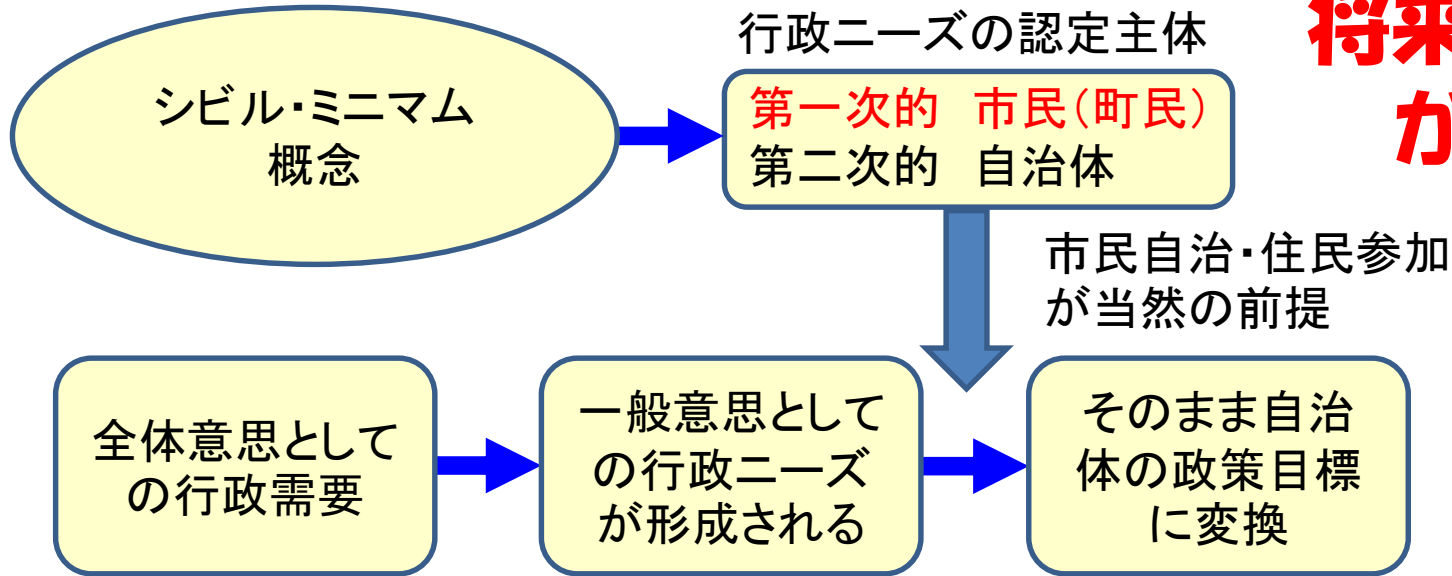 行政ニーズの認定主体
将来
か
シビル・ミニマム
概念
第一次的 市民(町民)
第二次的 自治体
市民自治・住民参加
が当然の前提
全体意思として
の行政需要
一般意思として
の行政ニーズ
が形成される
そのまま自治
体の政策目標
に変換